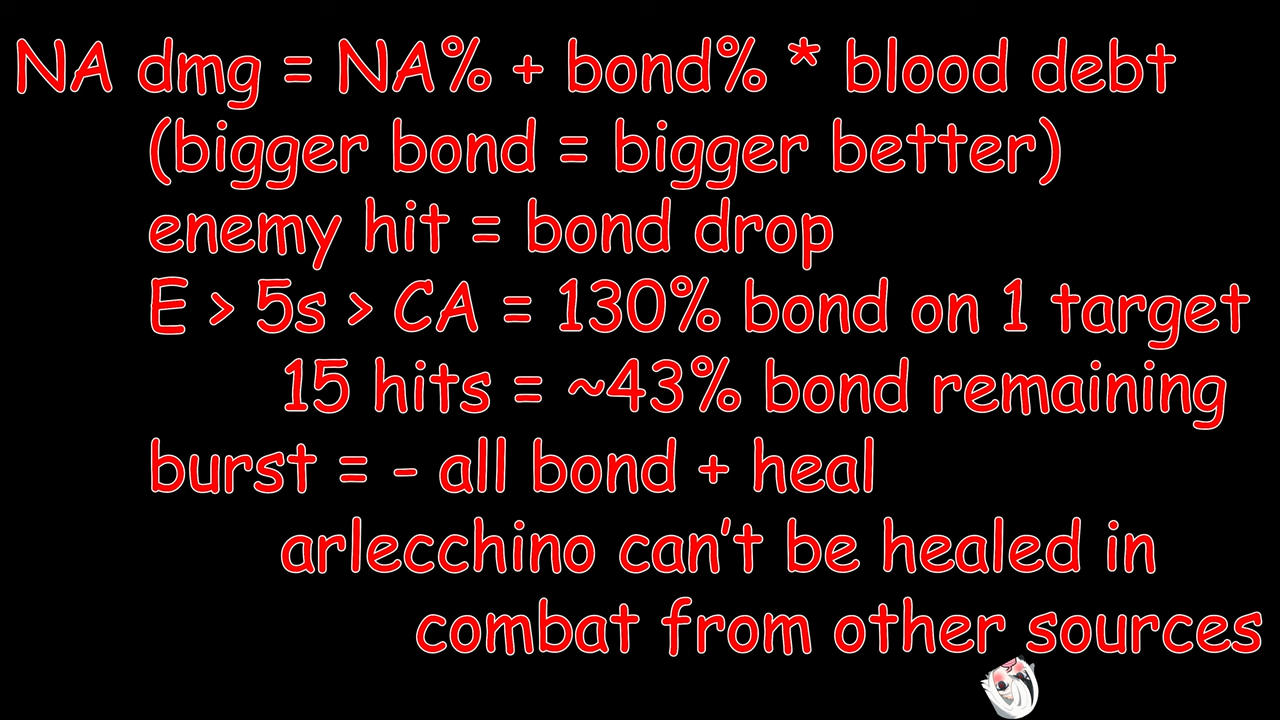 NA dmg = NA% + bond% * blood debt
(bigger bond = bigger better)
enemy hit = bond drop
E > 5s > CA = 130% bond on 1 target
15 hits = ~43% bond remaining
burst = - all bond + heal
arlecchino can't be healed in
combat from other sources